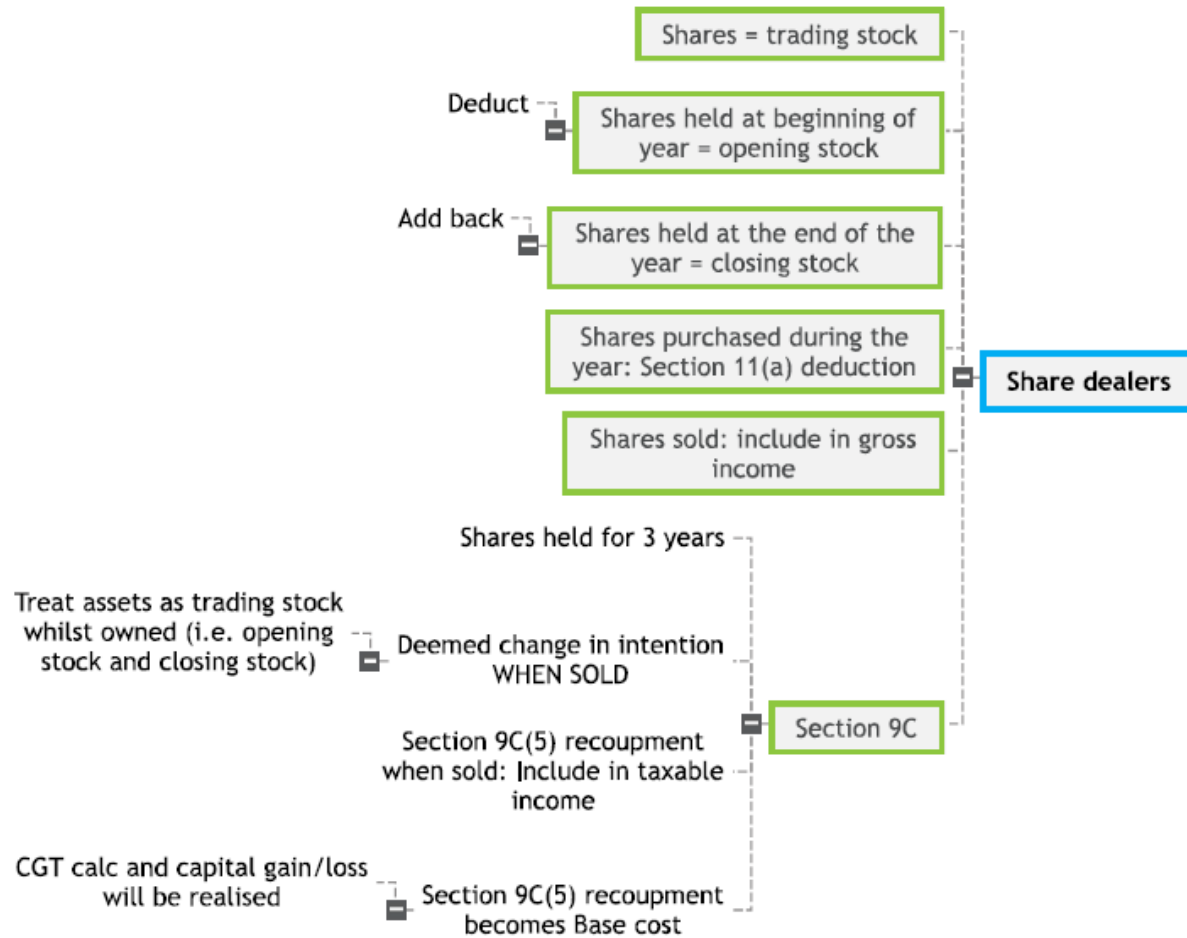 Shares = trading stock
Deduct
Shares held at beginning of
year = opening stock
Add back
Shares held at the end of the
year = closing stock
Shares purchased during the
year: Section 11(a) deduction
Share dealers
Shares sold: include in gross
income
Shares held for 3 years
Treat assets as trading stock
whilst owned (i.e. opening
stock and closing stock)
Deemed change in intention
WHEN SOLD
Section 9C
Section 9C(5) recoupment
when sold: Include in taxable
income
CGT calc and capital gain/loss
will be realised
Section 9C(5) recoupment
becomes Base cost